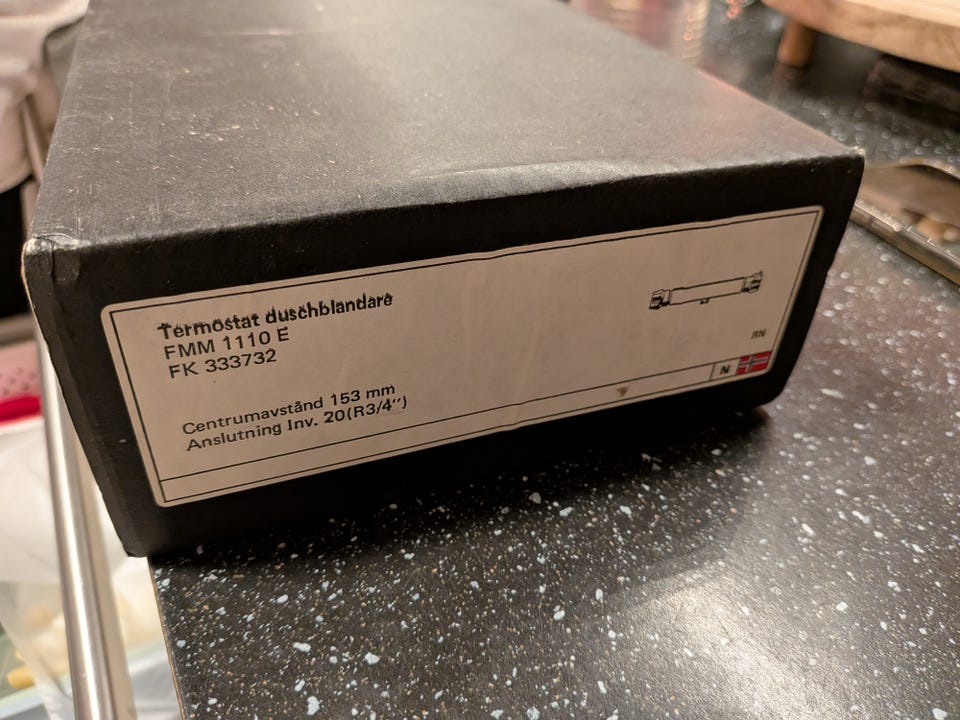 Termostat duschblandare
FMM 1110 E
FK 333732
Centrumavstånd 153 mm
Anslutning Inv. 20(R3/4")
RN
N